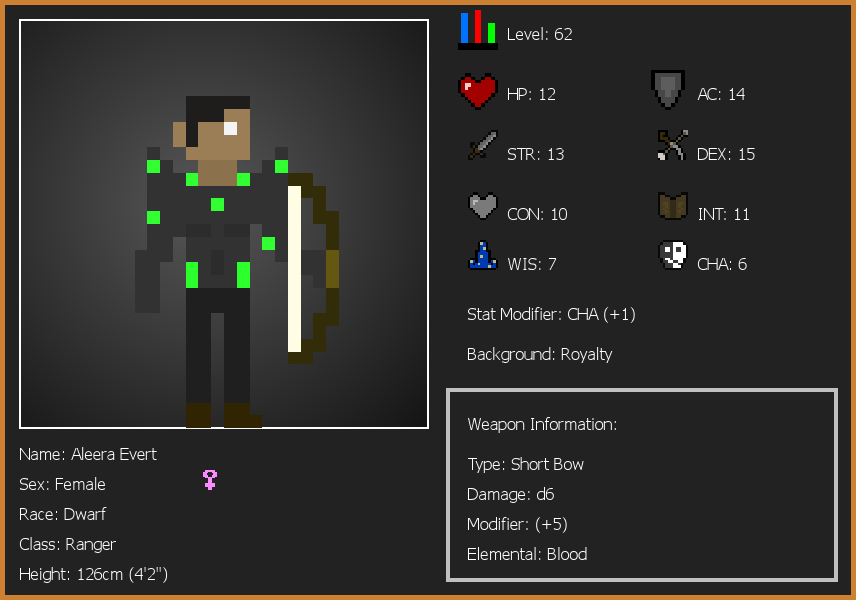 Level: 62
HP: 12
AC: 14
STR: 13
DEX: 15
CON: 10
INT: 11
WIS: 7
CHA: 6
Stat Modifier: CHA (+1)
Background: Royalty
Weapon Information:
Type: Short Bow
Damage: d6
Modifier: (+5)
Elemental: Blood
Name: Aleera Evert
Sex: Female
Race: Dwarf
Class: Ranger
Height: 126cm (4'2")